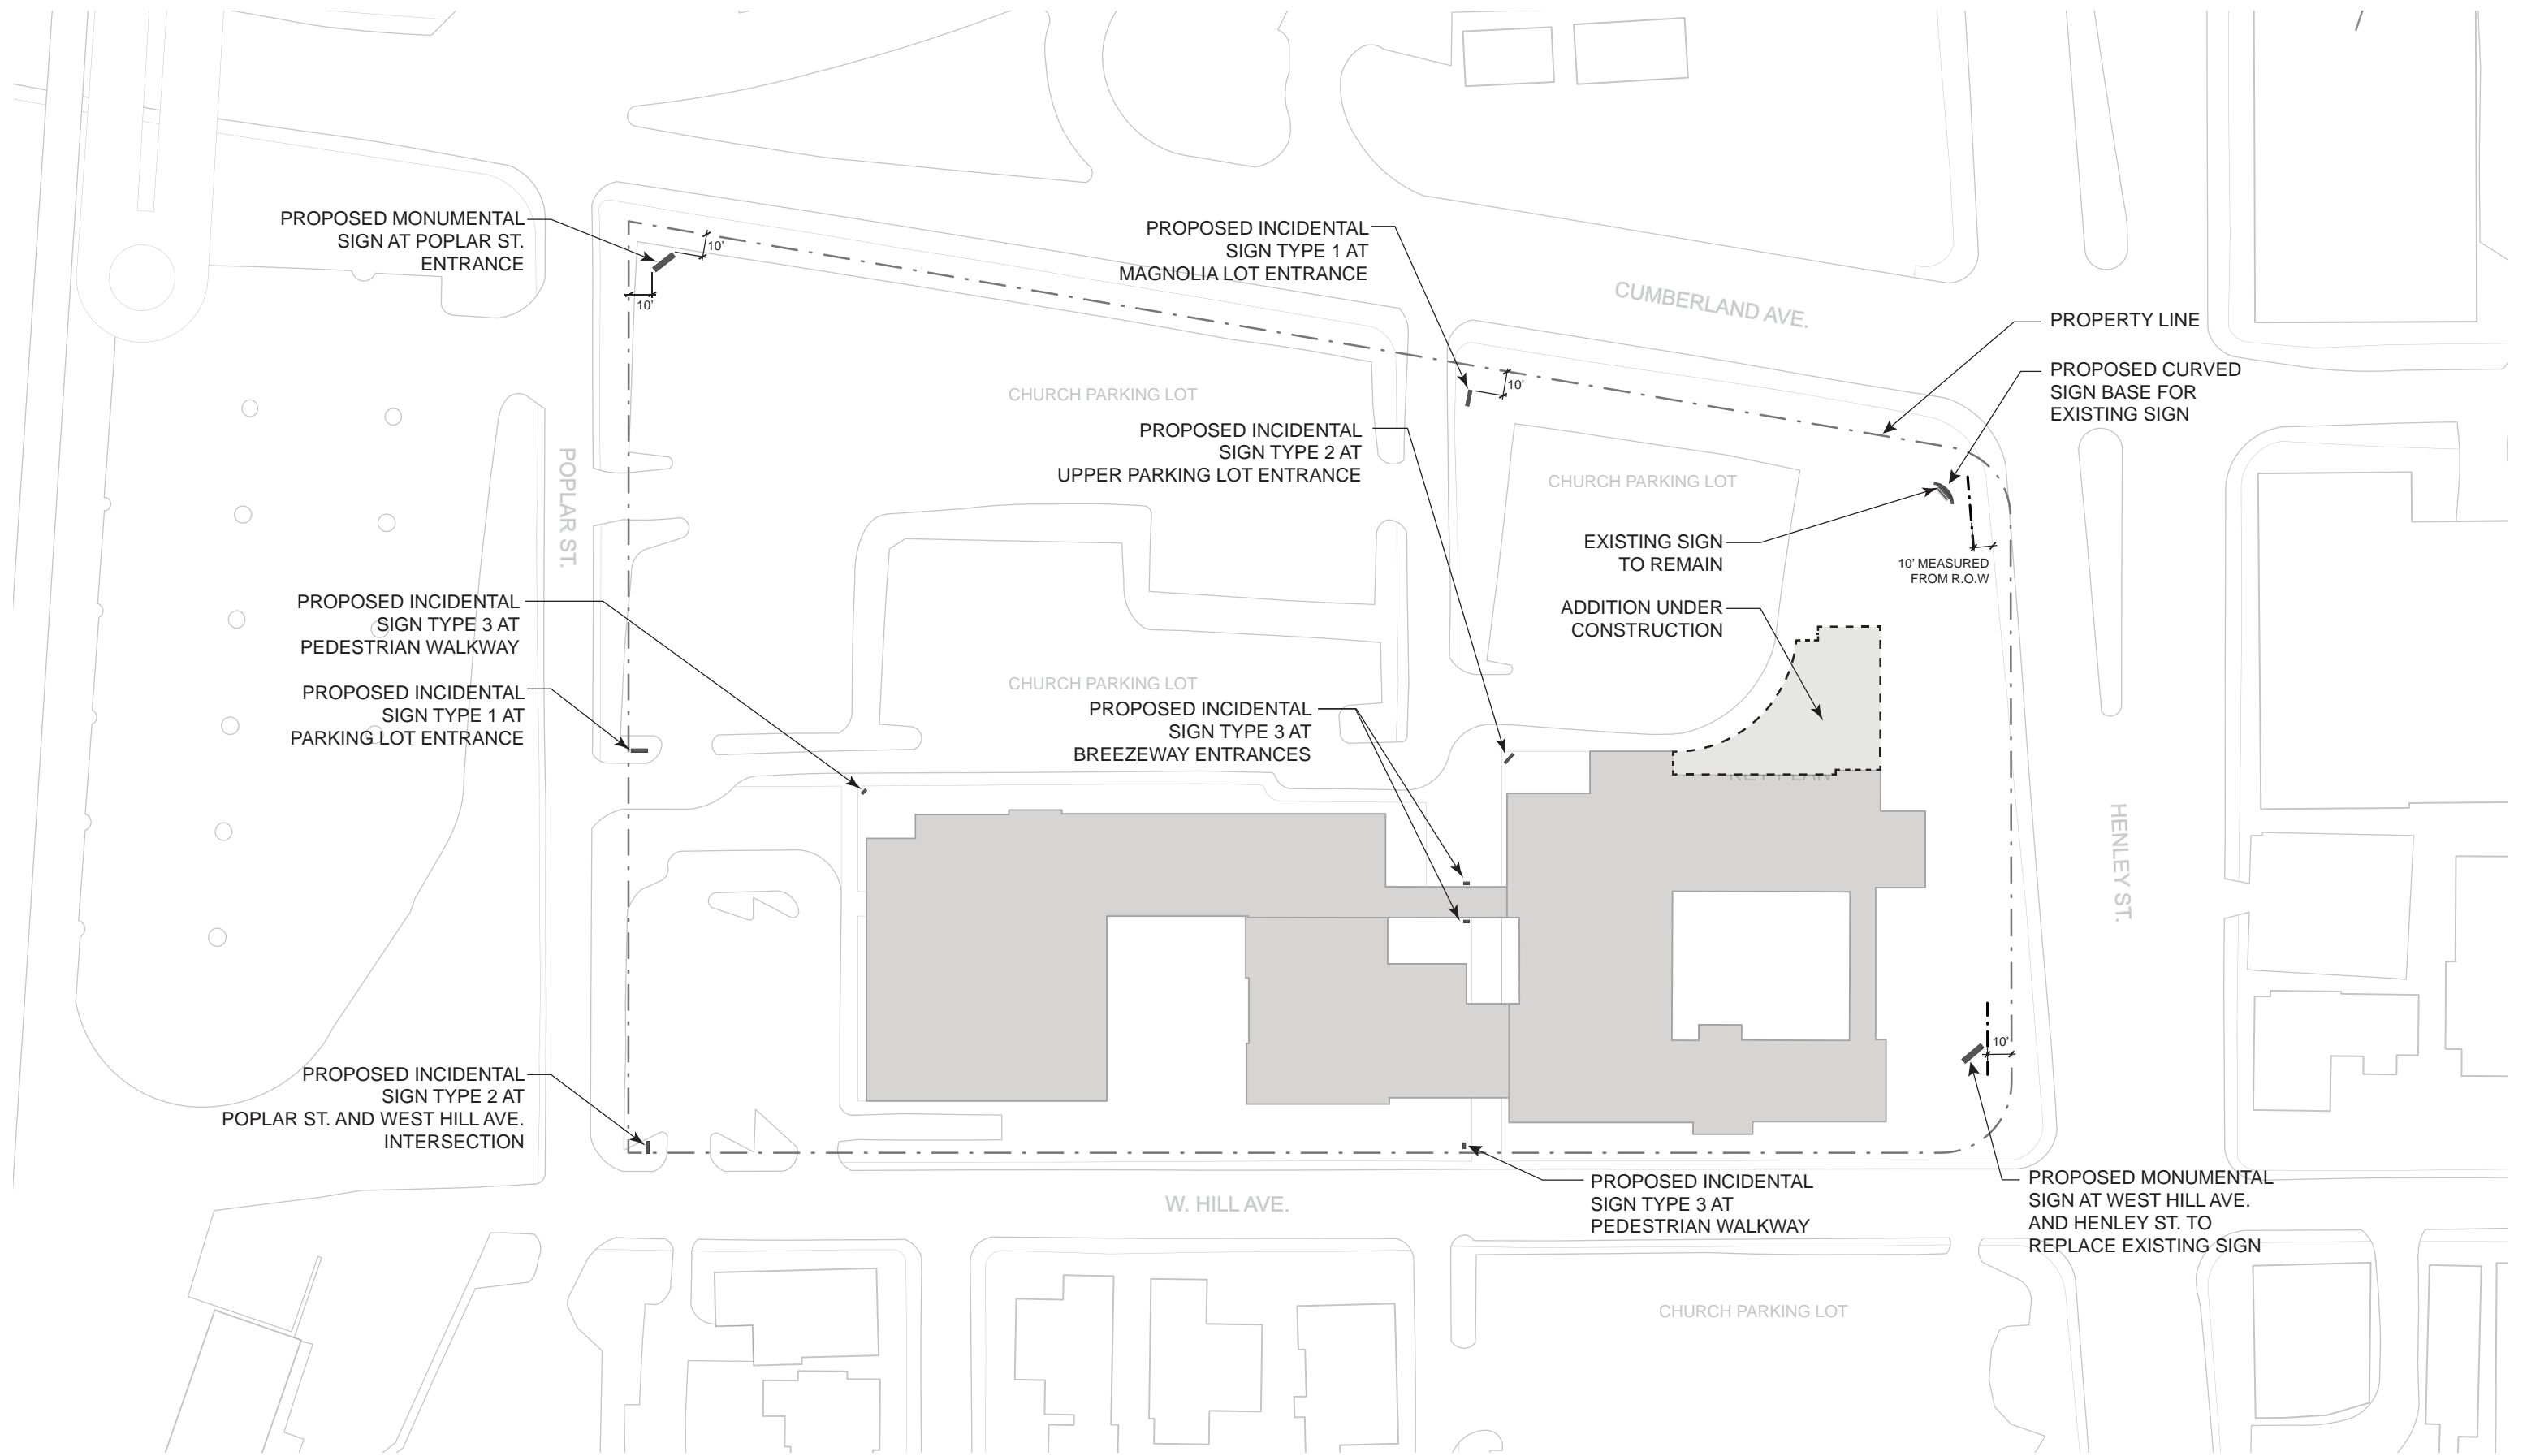 PROPOSED MONUMENTAL
SIGN AT POPLAR ST.
ENTRANCE
10'
10'
PROPOSED INCIDENTAL
SIGN TYPE 1 AT
MAGNOLIA LOT ENTRANCE
10'
CUMBERLAND AVE.
PROPERTY LINE
PROPOSED CURVED
SIGN BASE FOR
EXISTING SIGN
CHURCH PARKING LOT
PROPOSED INCIDENTAL
SIGN TYPE 2 AT
UPPER PARKING LOT ENTRANCE
CHURCH PARKING LOT
POPLAR ST.
EXISTING SIGN
TO REMAIN
10' MEASURED
FROM R.O.W
PROPOSED INCIDENTAL
SIGN TYPE 3 AT
PEDESTRIAN WALKWAY
ADDITION UNDER
CONSTRUCTION
PROPOSED INCIDENTAL
SIGN TYPE 1 AT
PARKING LOT ENTRANCE
CHURCH PARKING LOT
PROPOSED INCIDENTAL
SIGN TYPE 3 AT
BREEZEWAY ENTRANCES
KEY PLAN
HENLEY ST.
10'
PROPOSED INCIDENTAL
SIGN TYPE 2 AT
POPLAR ST. AND WEST HILL AVE.
INTERSECTION
W. HILL AVE.
PROPOSED INCIDENTAL
SIGN TYPE 3 AT
PEDESTRIAN WALKWAY
PROPOSED MONUMENTAL
SIGN AT WEST HILL AVE.
AND HENLEY ST. TO
REPLACE EXISTING SIGN
CHURCH PARKING LOT